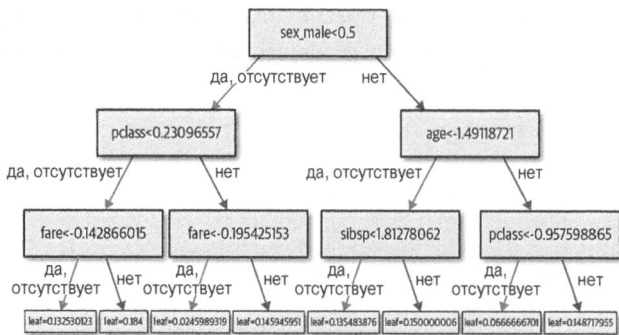 sex_male<0.5
да, отсутствует нет
pclass<0.23096557 age<-1.49118721
да, отсутствует нет да, отсутствует нет
fare<-0.142866015 fare<-0.195425153 sibsp<1.81278062 pclass<-0.957598865
да, отсутствует нет да, отсутствует нет да, отсутствует нет да, отсутствует нет
leaf=0.132530123 leaf=0.184 leaf=0.0245989319 leaf=0.145945951 leaf=0.135483876 leaf=0.150000006 leaf=0.0666666701 leaf=0.148717955